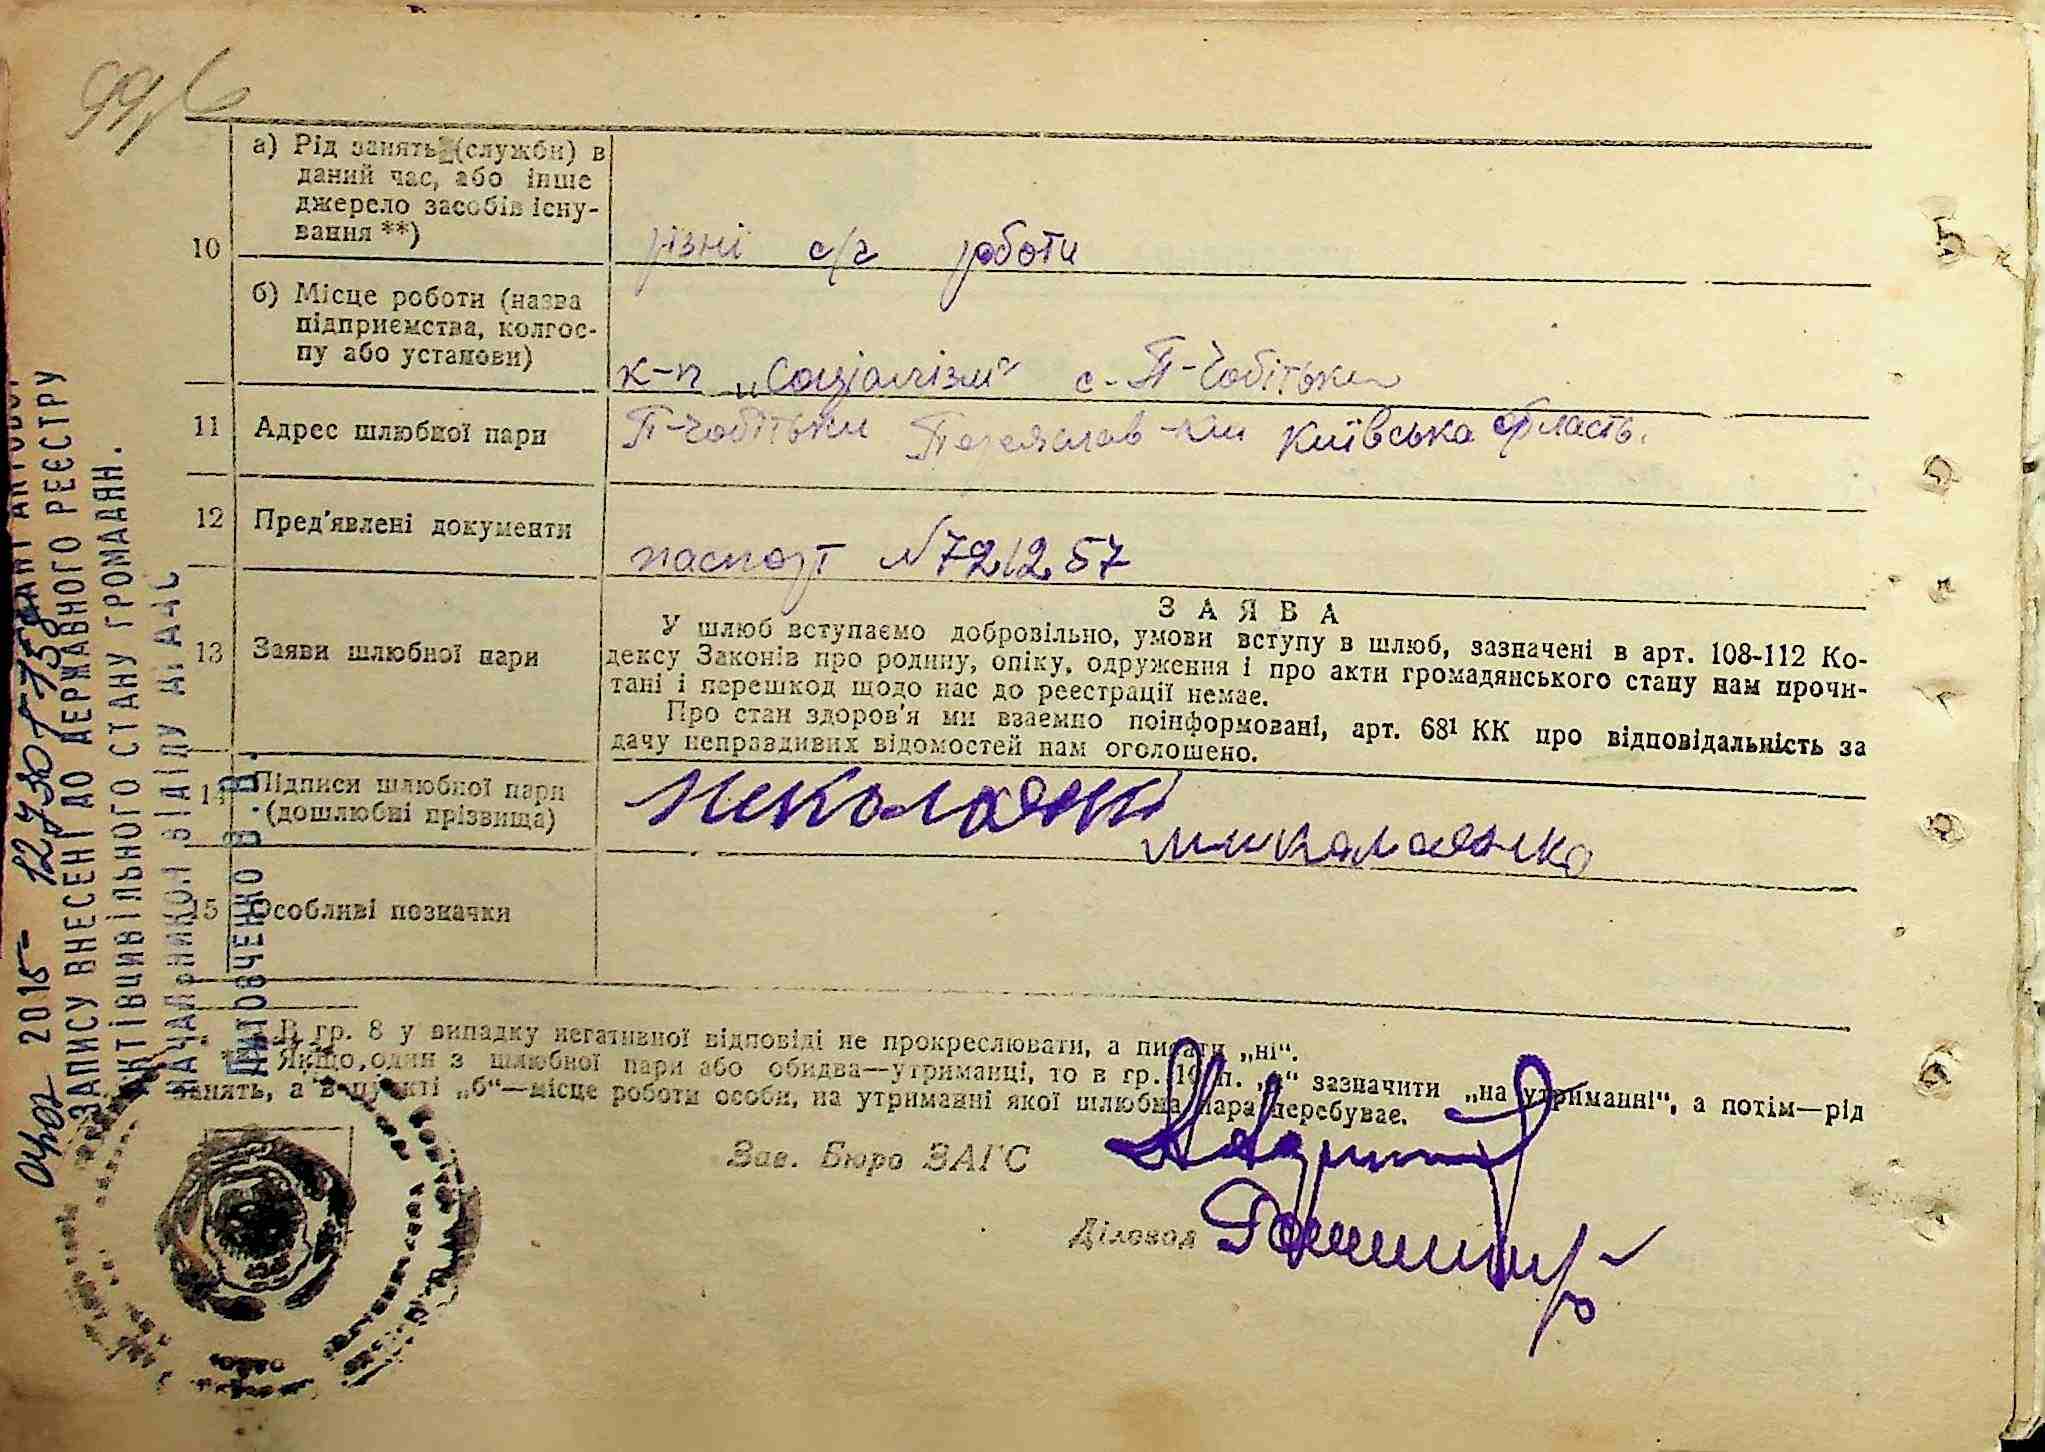 10
а) Рід занять (служби) в
даний час, або інше
джерело засобів існу-
вання **)
різні с/г роботи
б) Місце роботи (назва
підприємства, колгос-
пу або установи)
к-п „Соціалізм“ с. П-Чобітьки
11 Адрес шлюбної пари
П-Чобітьки Переяслав Київська область.
12 Пред'явлені документи
паспорт №721257
13 Заяви шлюбної пари
ЗАЯВА
У шлюб вступаємо добровільно, умови вступу в шлюб, зазначені в арт. 108-112 Ко-
дексу Законів про родину, опіку, одруження і про акти громадянського стану нам прочи-
тані і перешкод щодо нас до реєстрації немає.
Про стан здоров'я ми взаємно поінформовані, арт. 68¹ КК про відповідальність за
дачу неправдивих відомостей нам оголошено.
14 Підписи шлюбної пари
(дошлюбні прізвища)
миколаенко
15 Особливі позначки
В гр. 8 у випадку негативної відповіді не прокреслювати, а писати „ні“.
Якщо один з шлюбної пари або обидва—утриманці, то в гр. 10 п. „а“ зазначити „на утриманні“, а потім—рід
занять, а в пункті „б“—місце роботи особи, на утриманні якої шлюбна пара перебуває.
Зав. Бюро ЗАГС
Діловод
2015
ЗАПИСУ ВНЕСЕНІ ДО ДЕРЖАВНОГО РЕЄСТРУ
АКТІВ ЦИВІЛЬНОГО СТАНУ ГРОМАДЯН.
НАЧАЛЬНИКОМ ВІДІЛУ